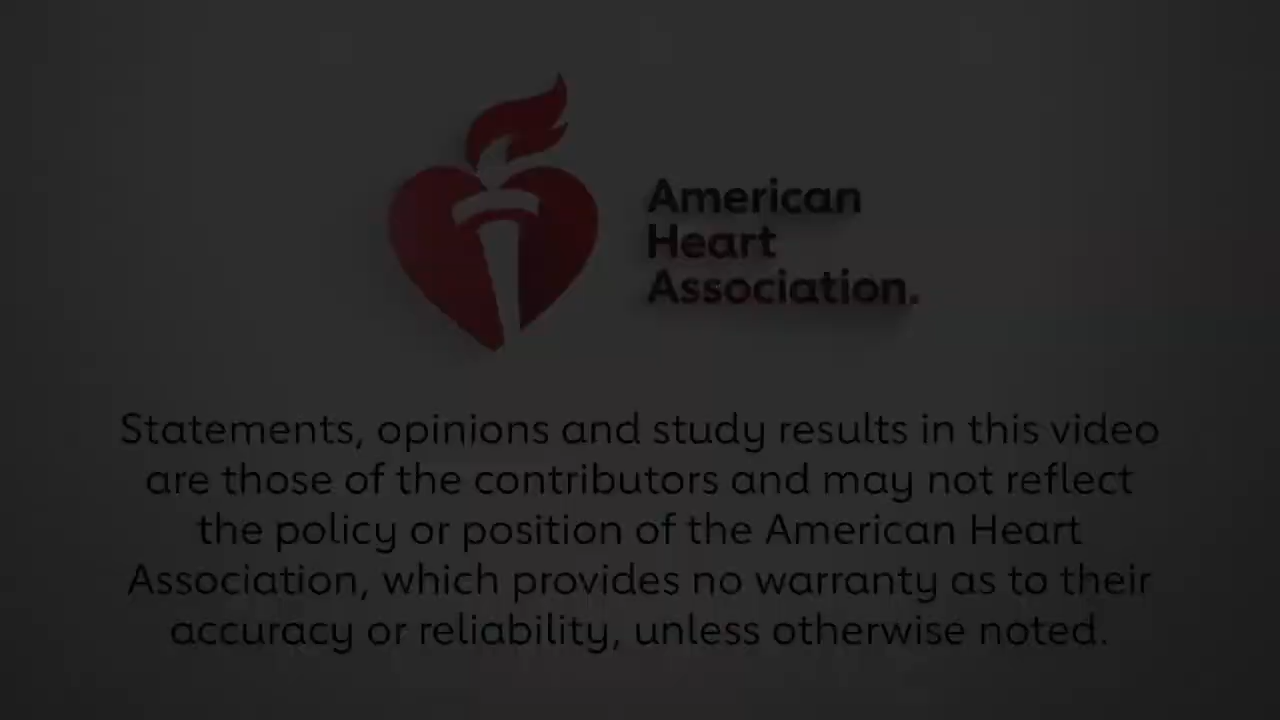 American
Heart
Association.
Statements, opinions and study results in this video
are those of the contributors and may not reflect
the policy or position of the American Heart
Association, which provides no warranty as to their
accuracy or reliability, unless otherwise noted.